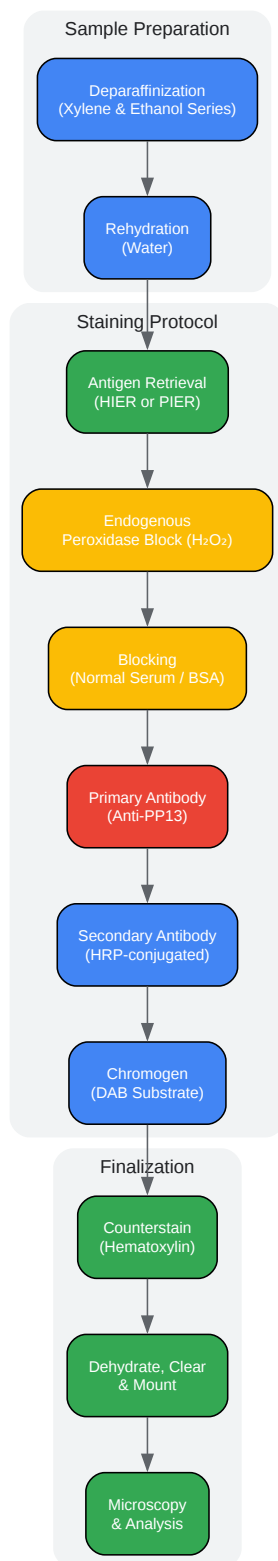 Sample Preparation
Deparaffinization
(Xylene & Ethanol Series)
Rehydration
(Water)
Staining Protocol
Antigen Retrieval
(HIER or PIER)
Endogenous
Peroxidase Block (H₂O₂)
Blocking
(Normal Serum / BSA)
Primary Antibody
(Anti-PP13)
Secondary Antibody
(HRP-conjugated)
Chromogen
(DAB Substrate)
Finalization
Counterstain
(Hematoxylin)
Dehydrate, Clear
& Mount
Microscopy
& Analysis